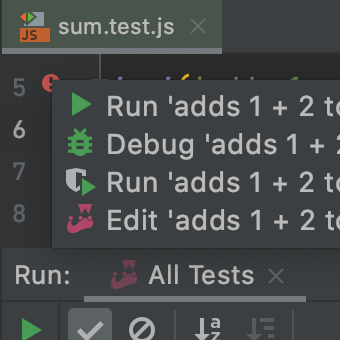 JS sum.test.js
5
6
7
8
Run 'adds 1 + 2 to
Debug 'adds 1 + 2
Run 'adds 1 + 2 to
Edit 'adds 1 + 2 to
Run: All Tests